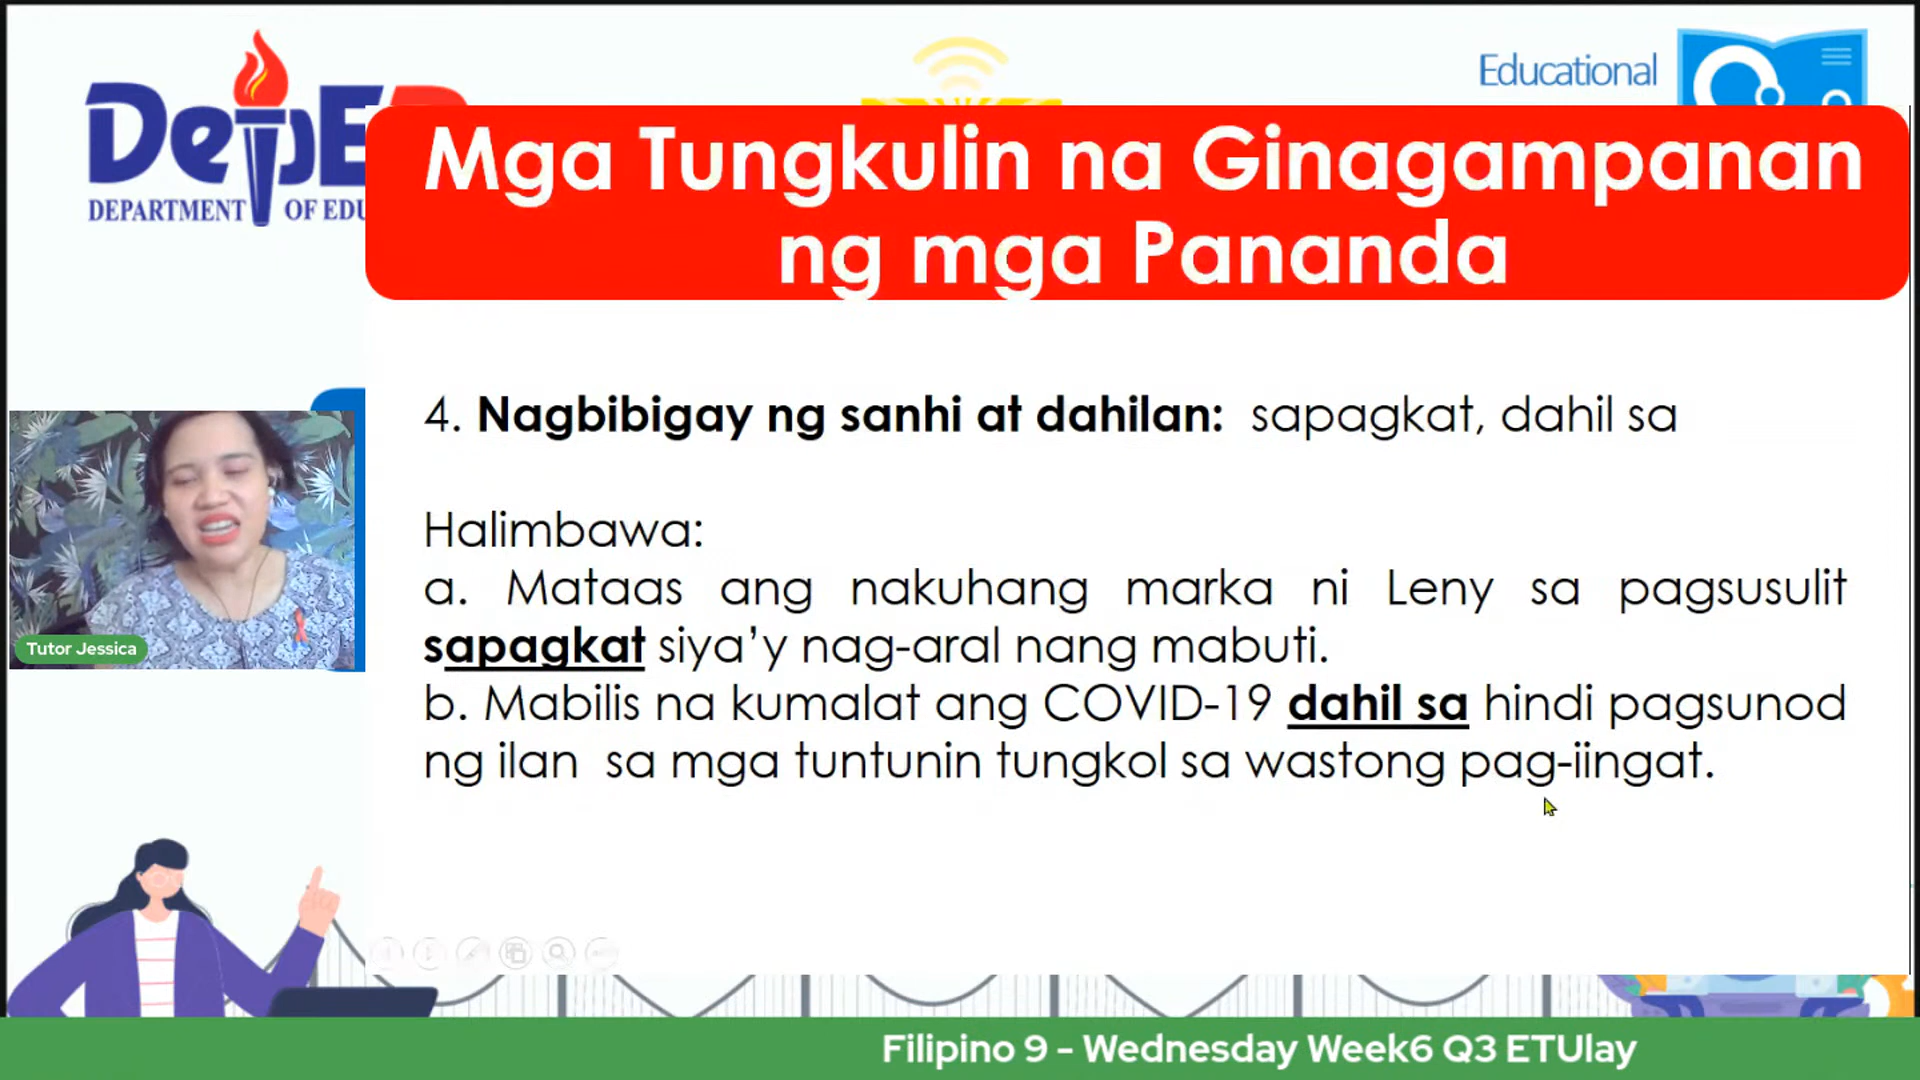 DepE
DEPARTMENT OF EDU
Educational
Mga Tungkulin na Ginagampanan
ng mga Pananda
4. Nagbibigay ng sanhi at dahilan: sapagkat, dahil sa
Halimbawa:
a. Mataas ang nakuhang marka ni Leny sa pagsusulit
sapagkat siya’y nag-aral nang mabuti.
b. Mabilis na kumalat ang COVID-19 dahil sa hindi pagsunod
ng ilan sa mga tuntunin tungkol sa wastong pag-iingat.
Tutor Jessica
Filipino 9 - Wednesday Week6 Q3 ETUlay